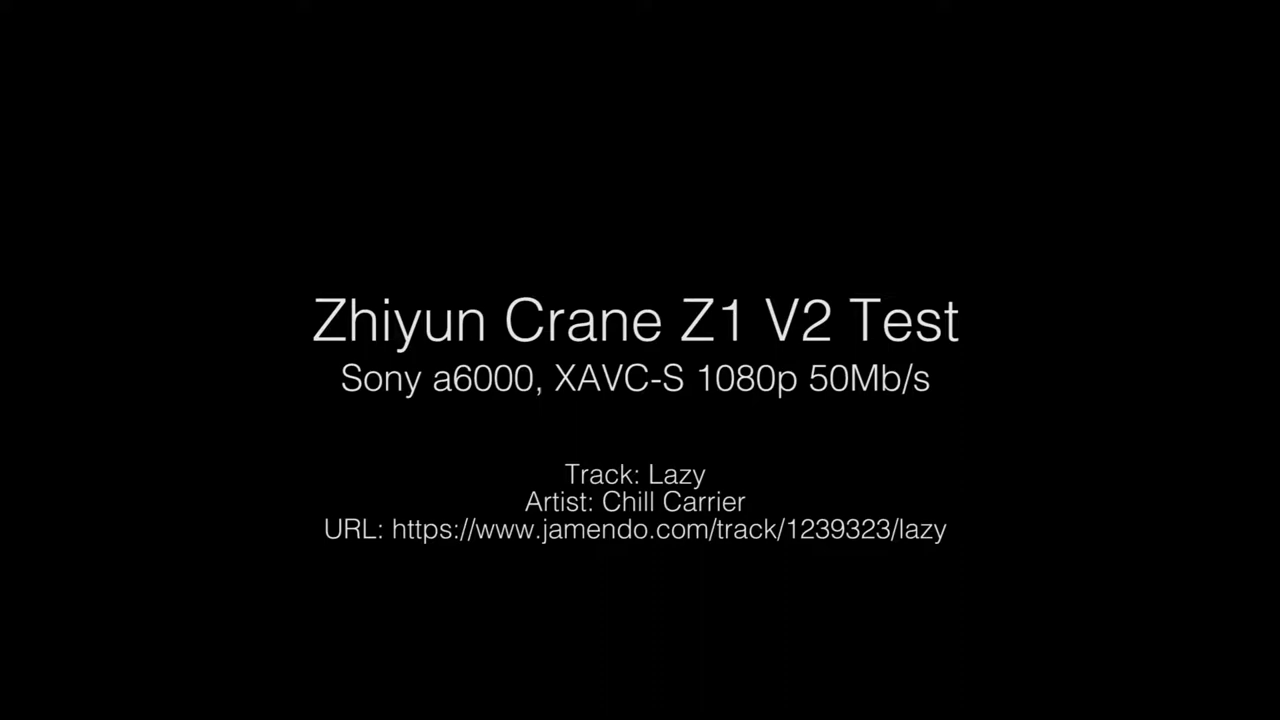 Zhiyun Crane Z1 V2 Test
Sony a6000, XAVC-S 1080p 50Mb/s
Track: Lazy
Artist: Chill Carrier
URL: https://www.jamendo.com/track/1239323/lazy